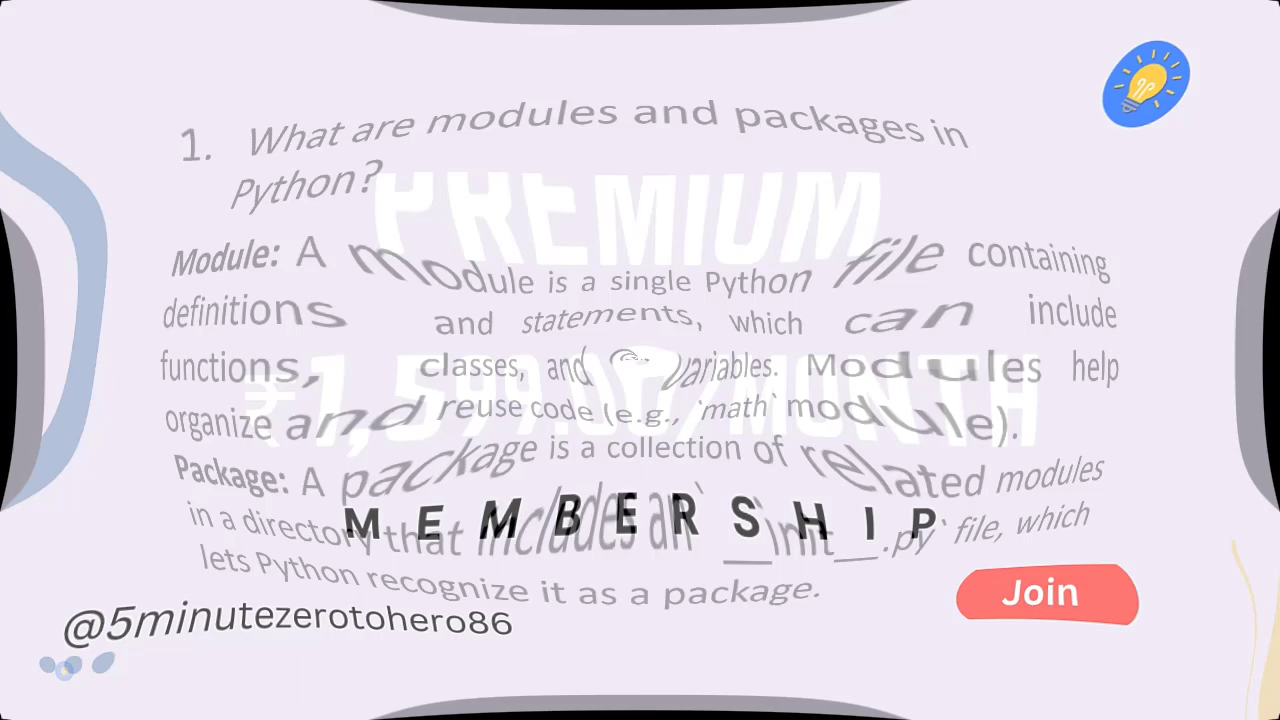 1. What are modules and packages in
Python?
PREMIUM
Module: A module is a single Python file containing
definitions and statements, which can include
functions, classes, and variables. Modules help
₹1,599.00/MONTH
organize and reuse code (e.g., `math` module).
Package: A package is a collection of related modules
in a directory that includes an `__init__.py` file, which
MEMBERSHIP
lets Python recognize it as a package.
Join
@5minutezerotohero86